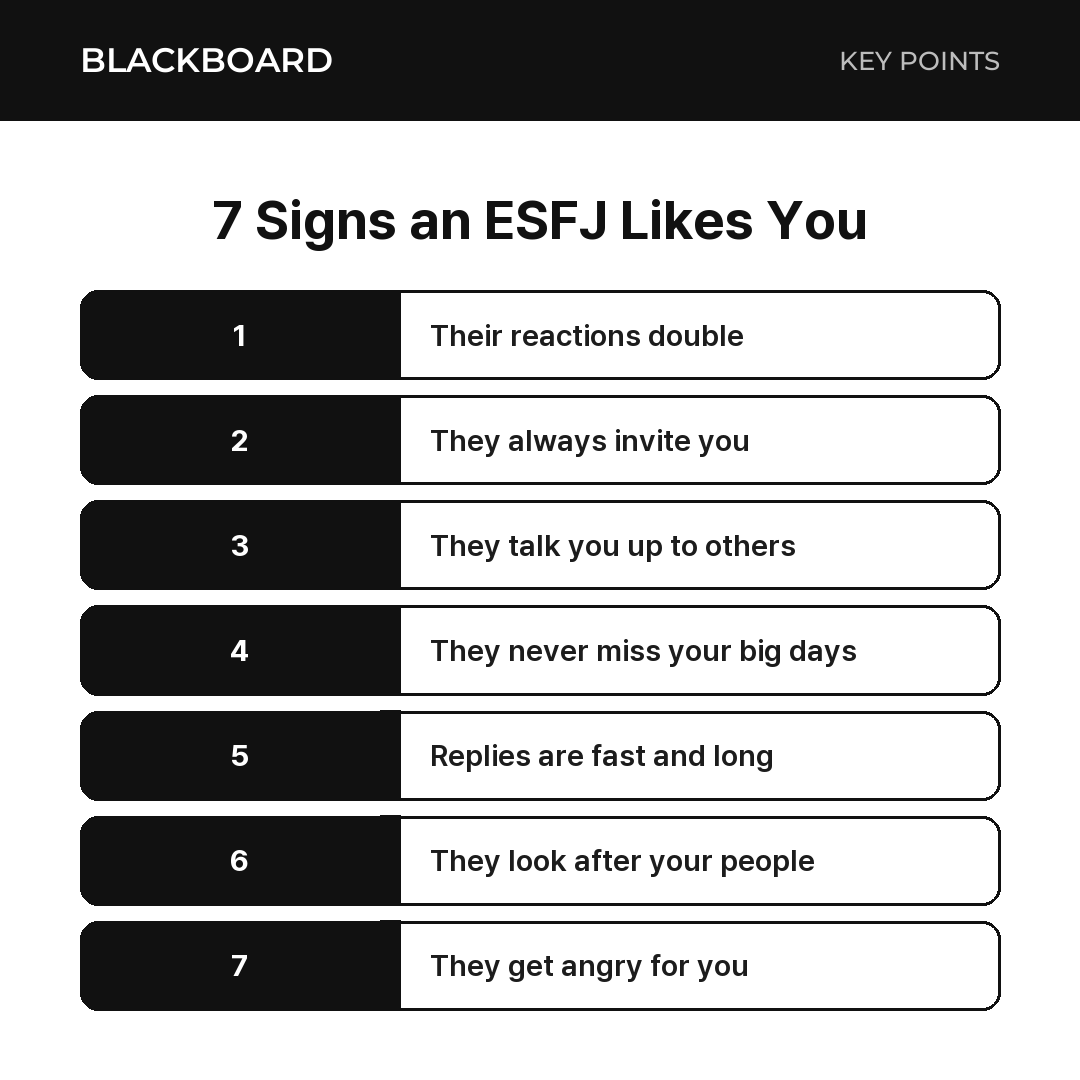 BLACKBOARD
KEY POINTS
7 Signs an ESFJ Likes You
1
Their reactions double
2
They always invite you
3
They talk you up to others
4
They never miss your big days
5
Replies are fast and long
6
They look after your people
7
They get angry for you